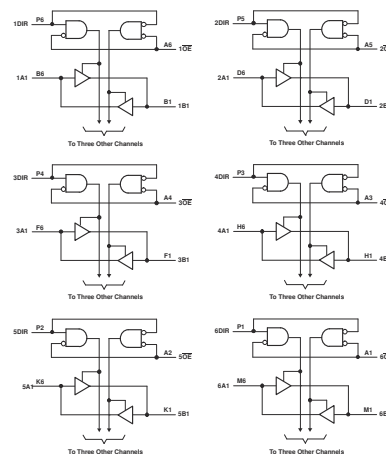 1DIR P6
A6 1OE
1A1 B6
B1 1B1
To Three Other Channels
2DIR P5
A5
2A1 D6
D1
To Three Other Channels
3DIR P4
A4 3OE
3A1 F6
F1 3B1
To Three Other Channels
4DIR P3
A3
4A1 H6
H1
To Three Other Channels
5DIR P2
A2 5OE
5A1 K6
K1 5B1
To Three Other Channels
6DIR P1
A1
6A1 M6
M1
To Three Other Channels